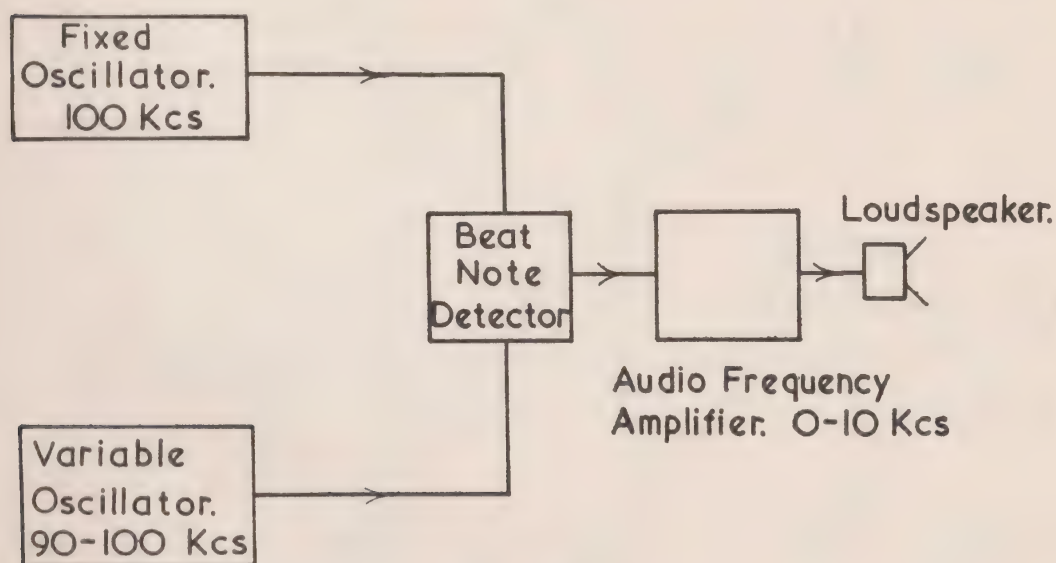 Fixed
Oscillator.
100 Kcs
Beat
Note
Detector
Loudspeaker.
Audio Frequency
Amplifier. 0-10 Kcs
Variable
Oscillator.
90-100 Kcs